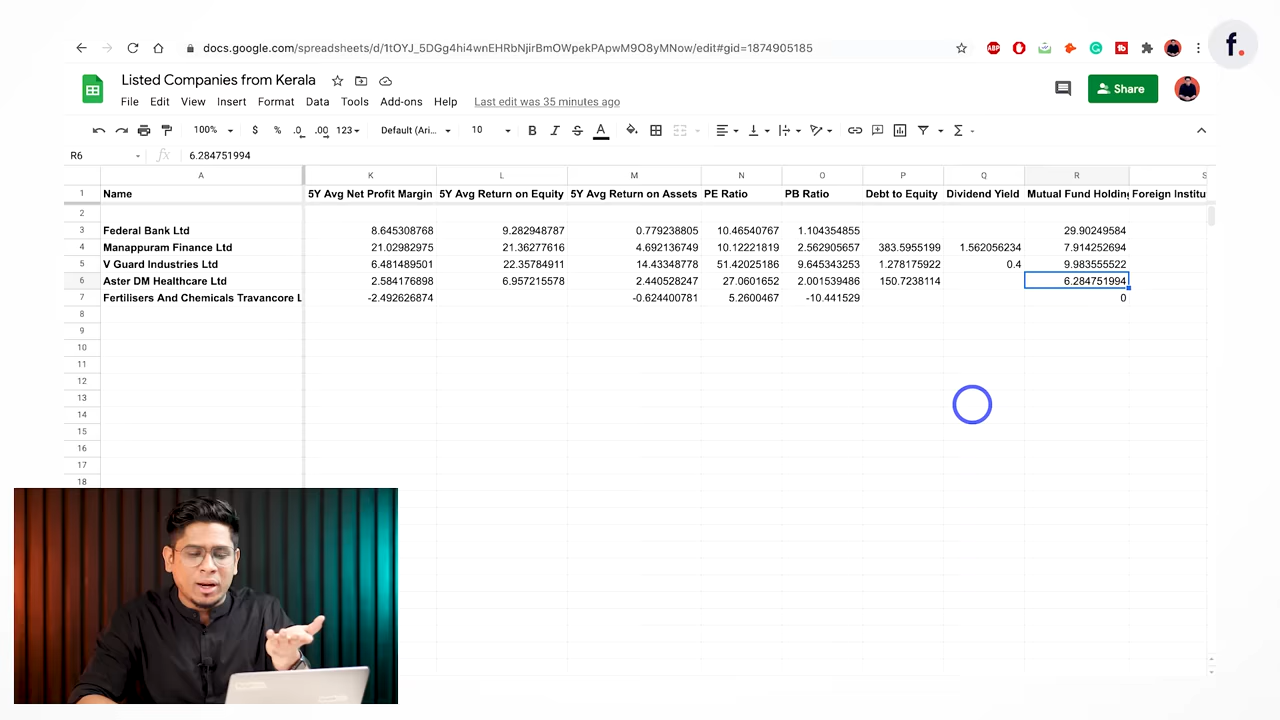 f.
docs.google.com/spreadsheets/d/1tOYJ_5DGg4hi4wnEHRbNjirBmOWpekPApwM9O8yMNow/edit#gid=1874905185
ABP
Listed Companies from Kerala
File Edit View Insert Format Data Tools Add-ons Help Last edit was 35 minutes ago
Share
100% $ % .0 .00 123 Default (Ari... 10 B I S A
R6 fx 6.284751994
A K L M N O P Q R S
1 Name 5Y Avg Net Profit Margin 5Y Avg Return on Equity 5Y Avg Return on Assets PE Ratio PB Ratio Debt to Equity Dividend Yield Mutual Fund Holding Foreign Institu
2
3 Federal Bank Ltd 8.645308768 9.282948787 0.779238805 10.46540767 1.104354855 29.90249584
4 Manappuram Finance Ltd 21.02982975 21.36277616 4.692136749 10.12221819 2.562905657 383.5955199 1.562056234 7.914252694
5 V Guard Industries Ltd 6.481489501 22.35784911 14.43348778 51.42025186 9.645343253 1.278175922 0.4 9.983555522
6 Aster DM Healthcare Ltd 2.584176898 6.957215578 2.440528247 27.0601652 2.001539486 150.7238114 6.284751994
7 Fertilisers And Chemicals Travancore L -2.492626874 -0.624400781 5.2600467 -10.441529 0
8
9
10
11
12
13
14
15
16
17
18